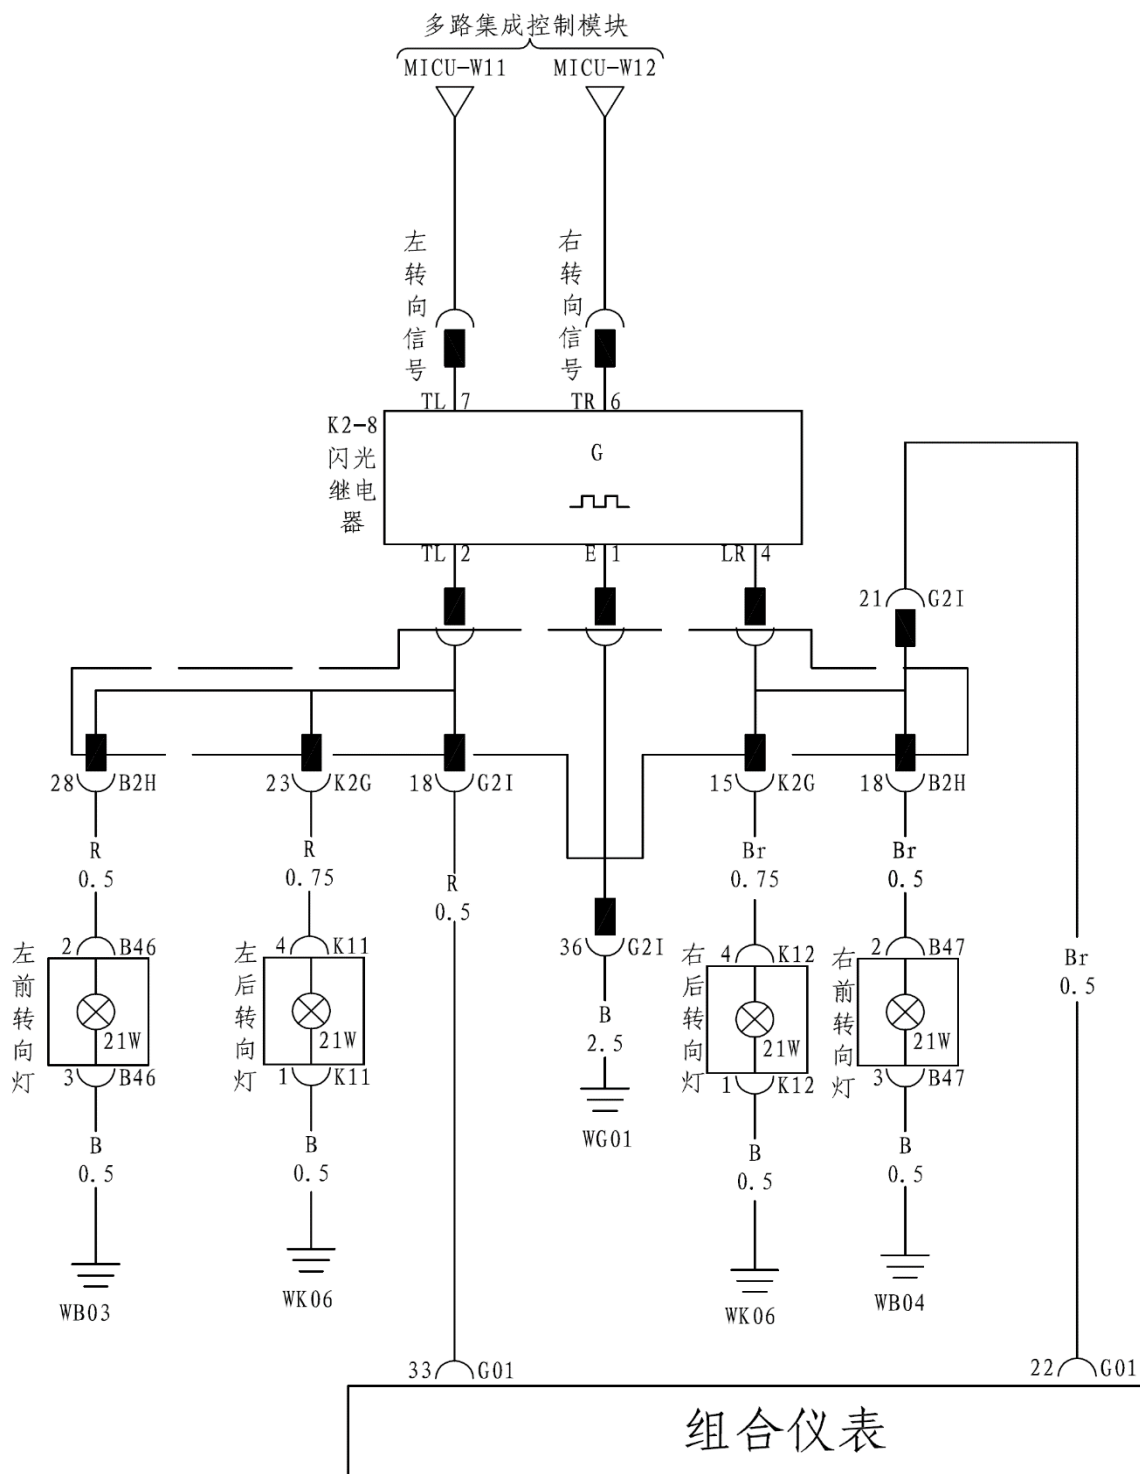 多路集成控制模块
MICU-W11
MICU-W12
左转向信号
右转向信号
TL 7
TR 6
K2-8
闪光
继电
器
G
TL 2
E 1
LR 4
21 G2I
28 B2H
23 K2G
18 G2I
15 K2G
18 B2H
R
0.5
R
0.75
R
0.5
Br
0.75
Br
0.5
36 G2I
Br
0.5
左前转向灯
2 B46
21W
3 B46
左后转向灯
4 K11
21W
1 K11
B
2.5
WG01
右后转向灯
4 K12
21W
1 K12
右前转向灯
2 B47
21W
3 B47
B
0.5
B
0.5
B
0.5
B
0.5
WB03
WK06
WK06
WB04
33 G01
22 G01
组合仪表